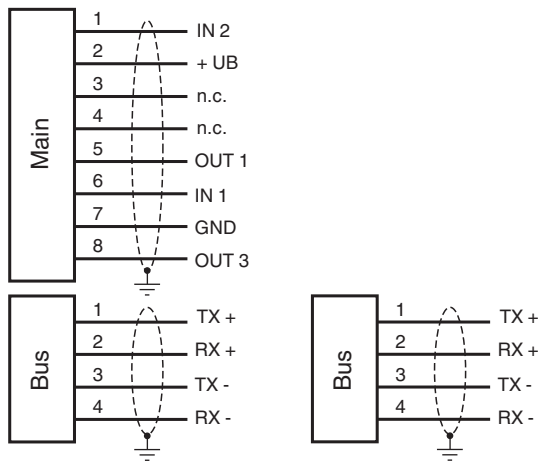 Main
1 IN 2
2 + UB
3 n.c.
4 n.c.
5 OUT 1
6 IN 1
7 GND
8 OUT 3
Bus
1 TX +
2 RX +
3 TX -
4 RX -
Bus
1 TX +
2 RX +
3 TX -
4 RX -